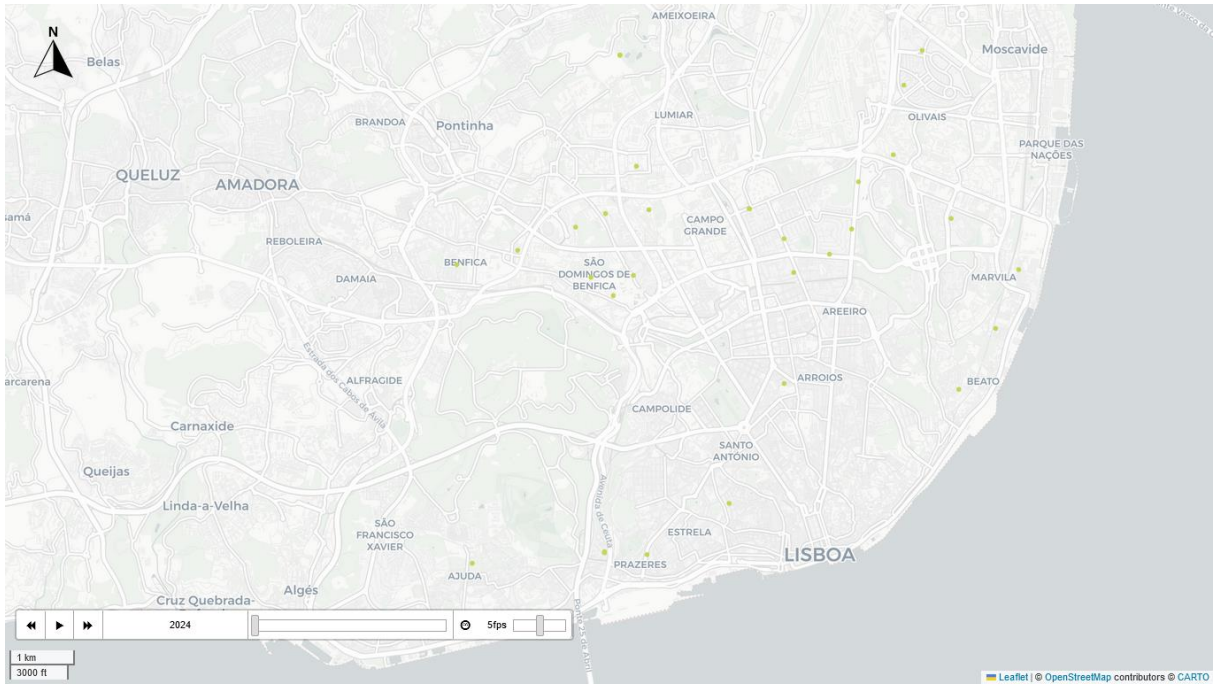 AMEIXOEIRA
N
Belas
Moscavide
LUMIAR
BRANDOA
Pontinha
OLIVAIS
PARQUE DAS
NAÇÕES
QUELUZ
AMADORA
CAMPO
GRANDE
REBOLEIRA
BENFICA
SÃO
DOMINGOS DE
BENFICA
DAMAIA
MARVILA
AREEIRO
Estrada dos Cabos de Ávila
ALFRAGIDE
ARROIOS
BEATO
CAMPOLIDE
Carnaxide
SANTO
ANTÓNIO
Queijas
Avenida de Ceuta
Linda-a-Velha
SÃO
FRANCISCO
XAVIER
ESTRELA
LISBOA
PRAZERES
AJUDA
Algés
Cruz Quebrada-
Ponte 25 de Abril
2024
5fps
1 km
3000 ft
Leaflet | © OpenStreetMap contributors © CARTO